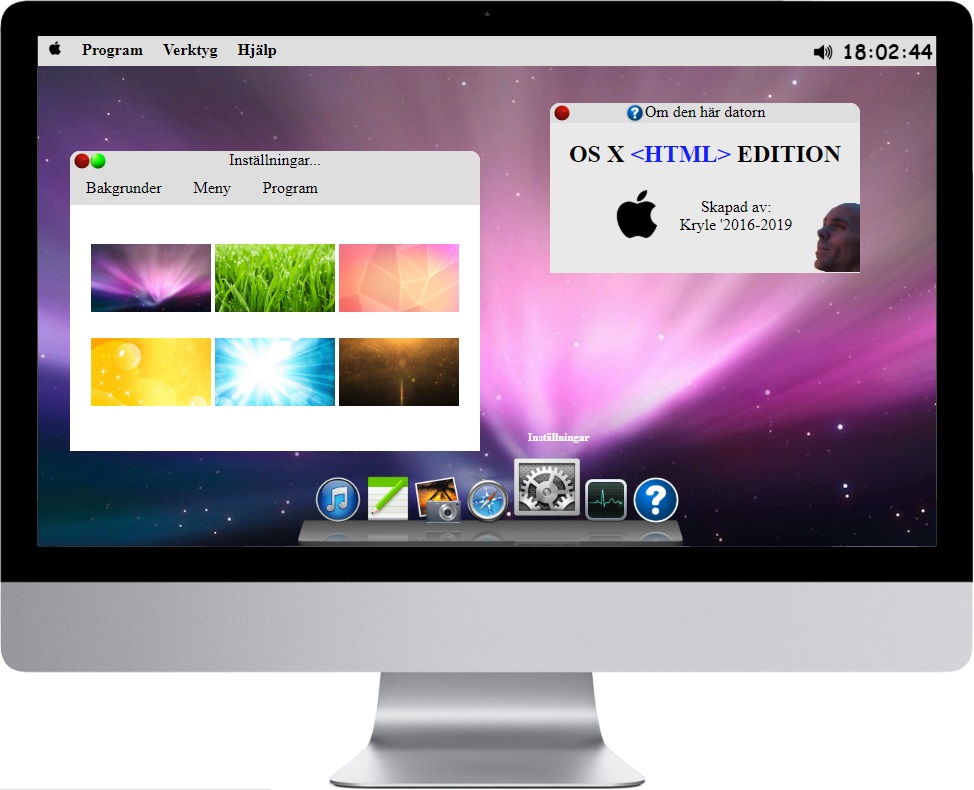 Program Verktyg Hjälp 18:02:44
Om den här datorn
OS X <HTML> EDITION
Skapad av:
Kryle '2016-2019
Inställningar...
Bakgrunder Meny Program
Inställningar